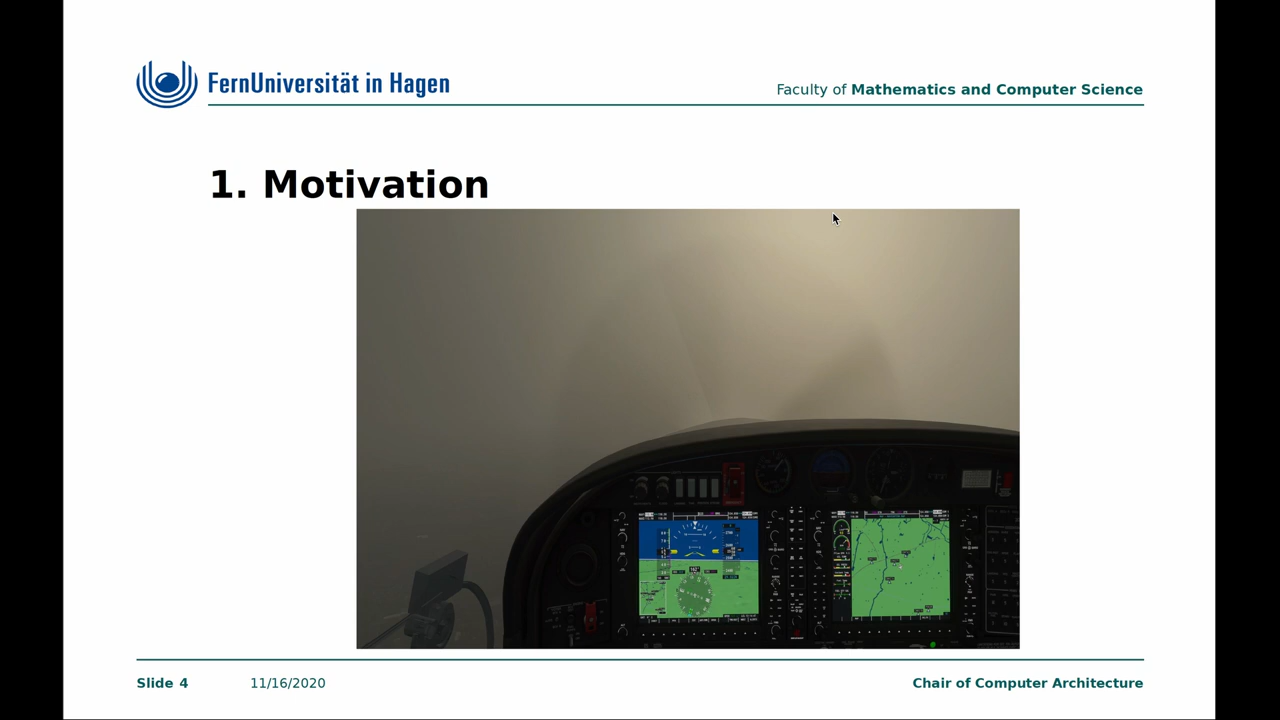 FernUniversität in Hagen
Faculty of Mathematics and Computer Science
1. Motivation
Slide 4
11/16/2020
Chair of Computer Architecture